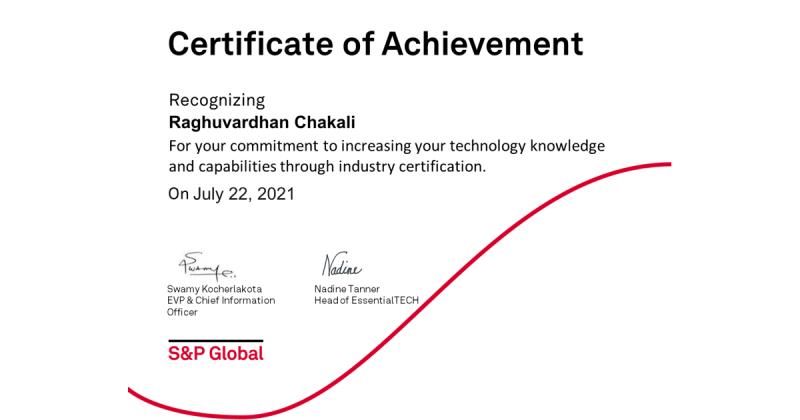 Certificate of Achievement
Recognizing
Raghuvardhan Chakali
For your commitment to increasing your technology knowledge
and capabilities through industry certification.
On July 22, 2021
Swamy
Nadine
Swamy Kocherlakota
EVP & Chief Information
Officer
Nadine Tanner
Head of EssentialTECH
S&P Global